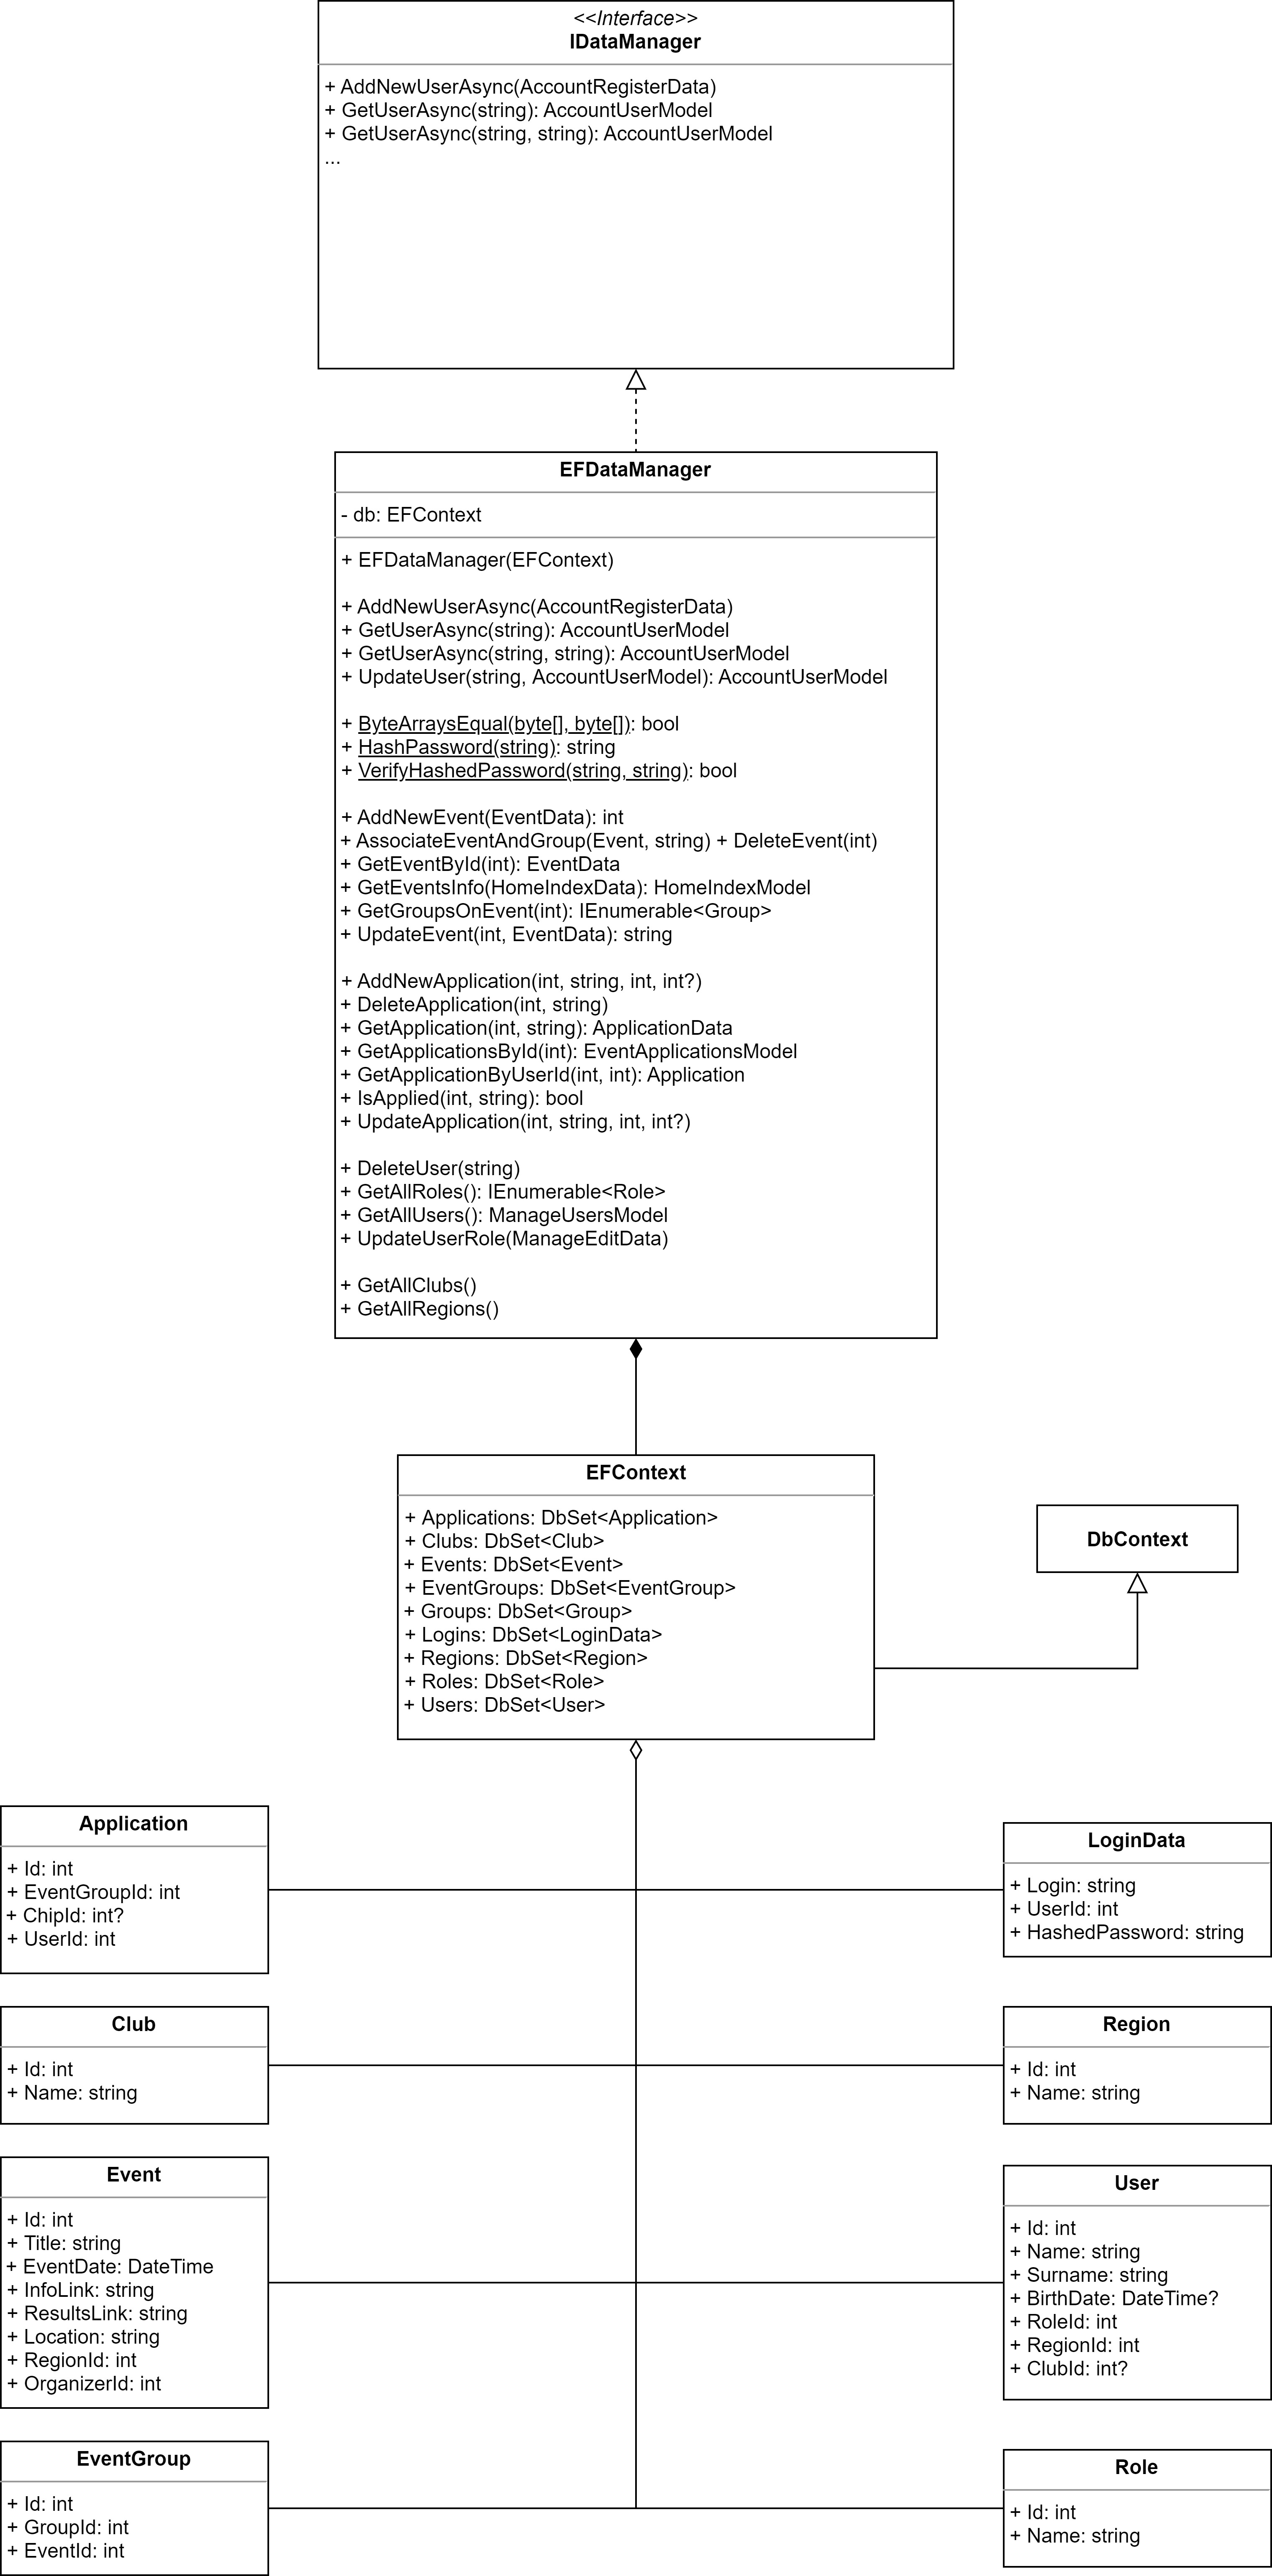 <<Interface>>
IDataManager
+ AddNewUserAsync(AccountRegisterData)
+ GetUserAsync(string): AccountUserModel
+ GetUserAsync(string, string): AccountUserModel
...
EFDataManager
- db: EFContext
+ EFDataManager(EFContext)
+ AddNewUserAsync(AccountRegisterData)
+ GetUserAsync(string): AccountUserModel
+ GetUserAsync(string, string): AccountUserModel
+ UpdateUser(string, AccountUserModel): AccountUserModel
+ ByteArraysEqual(byte[], byte[]): bool
+ HashPassword(string): string
+ VerifyHashedPassword(string, string): bool
+ AddNewEvent(EventData): int
+ AssociateEventAndGroup(Event, string) + DeleteEvent(int)
+ GetEventById(int): EventData
+ GetEventsInfo(HomeIndexData): HomeIndexModel
+ GetGroupsOnEvent(int): IEnumerable<Group>
+ UpdateEvent(int, EventData): string
+ AddNewApplication(int, string, int, int?)
+ DeleteApplication(int, string)
+ GetApplication(int, string): ApplicationData
+ GetApplicationsById(int): EventApplicationsModel
+ GetApplicationByUserId(int, int): Application
+ IsApplied(int, string): bool
+ UpdateApplication(int, string, int, int?)
+ DeleteUser(string)
+ GetAllRoles(): IEnumerable<Role>
+ GetAllUsers(): ManageUsersModel
+ UpdateUserRole(ManageEditData)
+ GetAllClubs()
+ GetAllRegions()
EFContext
+ Applications: DbSet<Application>
+ Clubs: DbSet<Club>
+ Events: DbSet<Event>
+ EventGroups: DbSet<EventGroup>
+ Groups: DbSet<Group>
+ Logins: DbSet<LoginData>
+ Regions: DbSet<Region>
+ Roles: DbSet<Role>
+ Users: DbSet<User>
DbContext
Application
+ Id: int
+ EventGroupId: int
+ ChipId: int?
+ UserId: int
LoginData
+ Login: string
+ UserId: int
+ HashedPassword: string
Club
+ Id: int
+ Name: string
Region
+ Id: int
+ Name: string
Event
+ Id: int
+ Title: string
+ EventDate: DateTime
+ InfoLink: string
+ ResultsLink: string
+ Location: string
+ RegionId: int
+ OrganizerId: int
User
+ Id: int
+ Name: string
+ Surname: string
+ BirthDate: DateTime?
+ RoleId: int
+ RegionId: int
+ ClubId: int?
EventGroup
+ Id: int
+ GroupId: int
+ EventId: int
Role
+ Id: int
+ Name: string